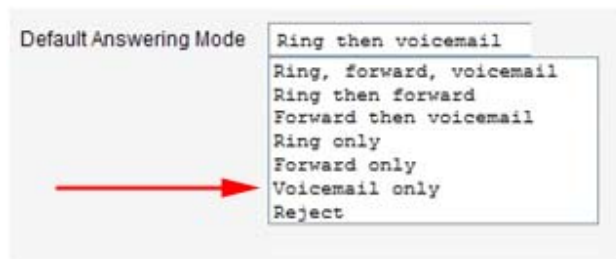 Default Answering Mode Ring then voicemail
Ring, forward, voicemail
Ring then forward
Forward then voicemail
Ring only
Forward only
Voicemail only
Reject